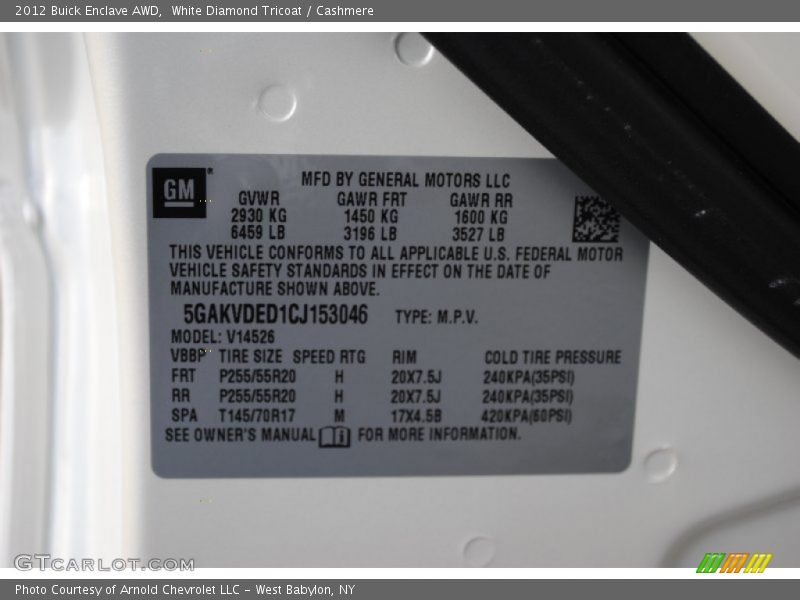 2012 Buick Enclave AWD, White Diamond Tricoat / Cashmere
GM
MFD BY GENERAL MOTORS LLC
GVWR GAWR FRT GAWR RR
2930 KG 1450 KG 1600 KG
6459 LB 3196 LB 3527 LB
THIS VEHICLE CONFORMS TO ALL APPLICABLE U.S. FEDERAL MOTOR
VEHICLE SAFETY STANDARDS IN EFFECT ON THE DATE OF
MANUFACTURE SHOWN ABOVE.
5GAKVDED1CJ153046 TYPE: M.P.V.
MODEL: V14526
VBBP TIRE SIZE SPEED RTG RIM COLD TIRE PRESSURE
FRT P255/55R20 H 20X7.5J 240KPA(35PSI)
RR P255/55R20 H 20X7.5J 240KPA(35PSI)
SPA T145/70R17 M 17X4.5B 420KPA(60PSI)
SEE OWNER'S MANUAL FOR MORE INFORMATION.
GTCarLot.com
Photo Courtesy of Arnold Chevrolet LLC - West Babylon, NY